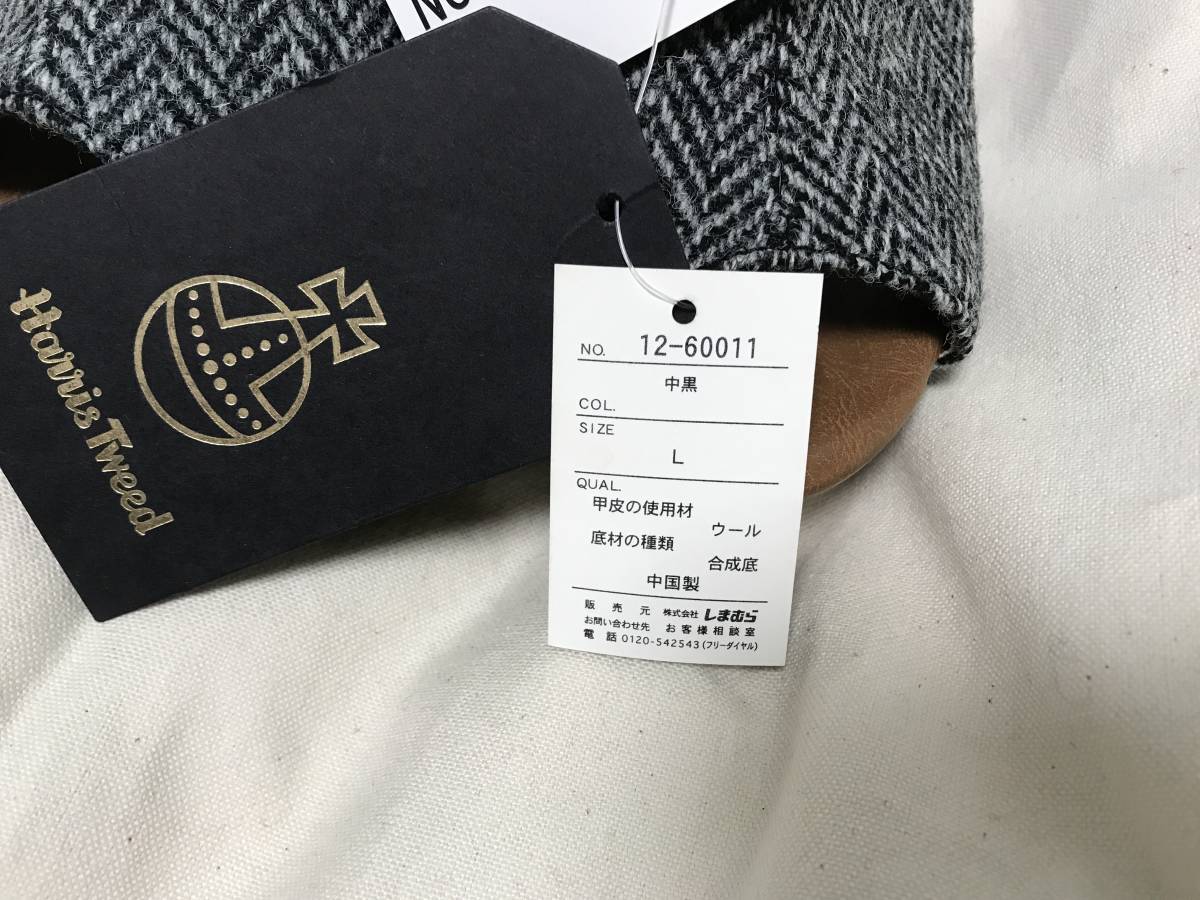 NO
Harris Tweed
NO. 12-60011
中黒
COL.
SIZE
L
QUAL.
甲皮の使用材
ウール
底材の種類
合成底
中国製
販売元 株式会社 しまむら
お問い合わせ先 お客様相談室
電話 0120-542543(フリーダイヤル)